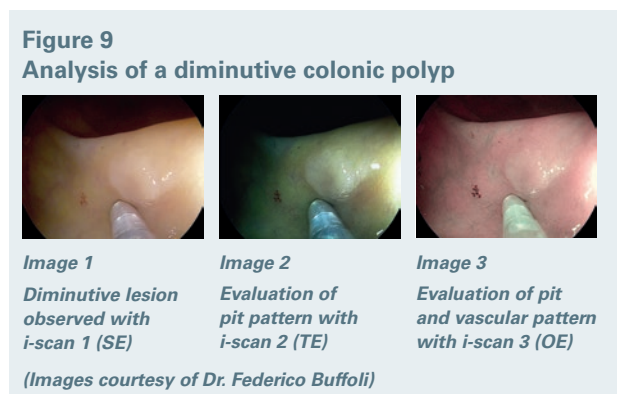 Figure 9
Analysis of a diminutive colonic polyp
Image 1
Diminutive lesion
observed with
i-scan 1 (SE)
Image 2
Evaluation of
pit pattern with
i-scan 2 (TE)
Image 3
Evaluation of pit
and vascular pattern
with i-scan 3 (OE)
(Images courtesy of Dr. Federico Buffoli)